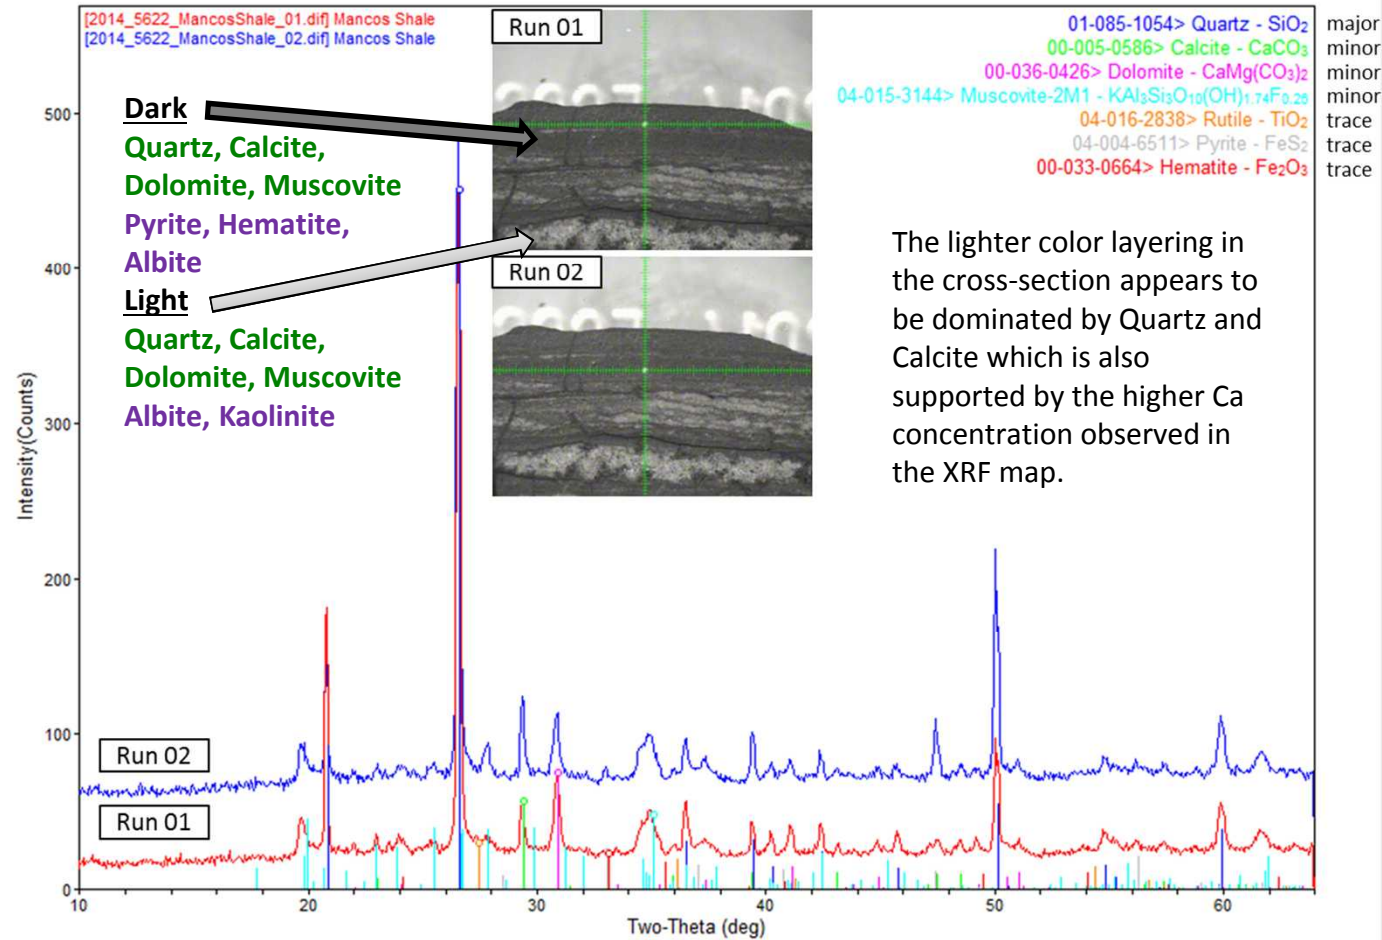 [2014_5622_MancosShale_01.dif] Mancos Shale
[2014_5622_MancosShale_02.dif] Mancos Shale
01-085-1054> Quartz - SiO₂ major
00-005-0586> Calcite - CaCO₃ minor
00-036-0426> Dolomite - CaMg(CO₃)₂ minor
04-015-3144> Muscovite-2M1 - KAl₃Si₃O₁₀(OH)₁.₇₄F₀.₂₆ minor
04-016-2838> Rutile - TiO₂ trace
04-004-6511> Pyrite - FeS₂ trace
00-033-0664> Hematite - Fe₂O₃ trace
Run 01
Dark
Quartz, Calcite,
Dolomite, Muscovite
Pyrite, Hematite,
Albite
Light
Quartz, Calcite,
Dolomite, Muscovite
Albite, Kaolinite
Run 02
The lighter color layering in
the cross-section appears to
be dominated by Quartz and
Calcite which is also
supported by the higher Ca
concentration observed in
the XRF map.
Intensity(Counts)
500
400
300
200
100
0
Run 02
Run 01
10 20 30 40 50 60
Two-Theta (deg)